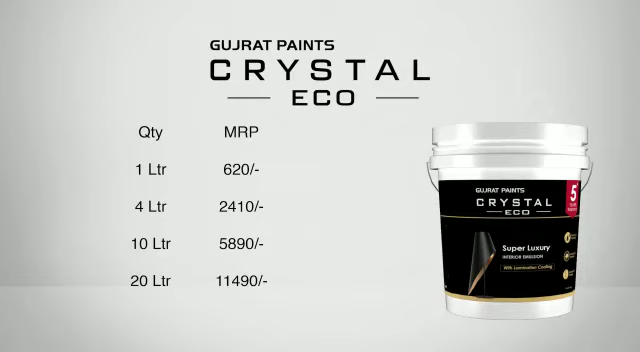 GUJRAT PAINTS
CRYSTAL
ECO
Qty MRP
1 Ltr 620/-
4 Ltr 2410/-
10 Ltr 5890/-
20 Ltr 11490/-
GUJRAT PAINTS
CRYSTAL
ECO
5
Super Luxury
INTERIOR EMULSION
With Lamination Coating